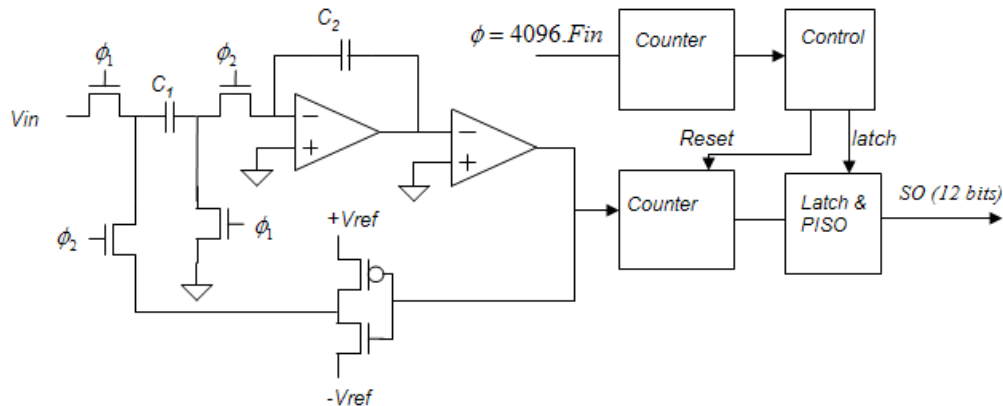 C₂
ϕ = 4096.Fin
Counter
Control
ϕ₁
ϕ₂
C₁
Vin
−
+
−
+
Reset
latch
Counter
Latch &
PISO
SO (12 bits)
ϕ₂
ϕ₁
+Vref
-Vref